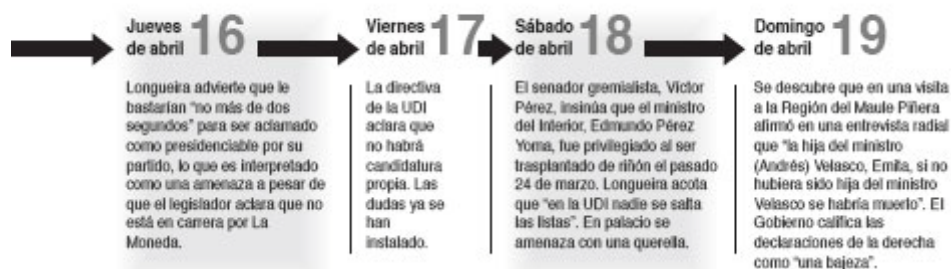 Jueves
de abril 16
Longueira advierte que le
bastarían "no más de dos
segundos" para ser aclamado
como presidenciable por su
partido, lo que es interpretado
como una amenaza a pesar de
que el legislador aclara que no
está en carrera por La
Moneda.
Viernes
de abril 17
La directiva
de la UDI
aclara que
no habrá
candidatura
propia. Las
dudas ya se
han
instalado.
Sábado
de abril 18
El senador gremialista, Víctor
Pérez, insinúa que el ministro
del Interior, Edmundo Pérez
Yoma, fue privilegiado al ser
trasplantado de riñón el pasado
24 de marzo. Longueira acota
que "en la UDI nadie se salta
las listas". En palacio se
amenaza con una querella.
Domingo
de abril 19
Se descubre que en una visita
a la Región del Maule Piñera
afirmó en una entrevista radial
que "la hija del ministro
(Andrés) Velasco, Emita, si no
hubiera sido hija del ministro
Velasco se habría muerto". El
Gobierno califica las
declaraciones de la derecha
como "una bajeza".